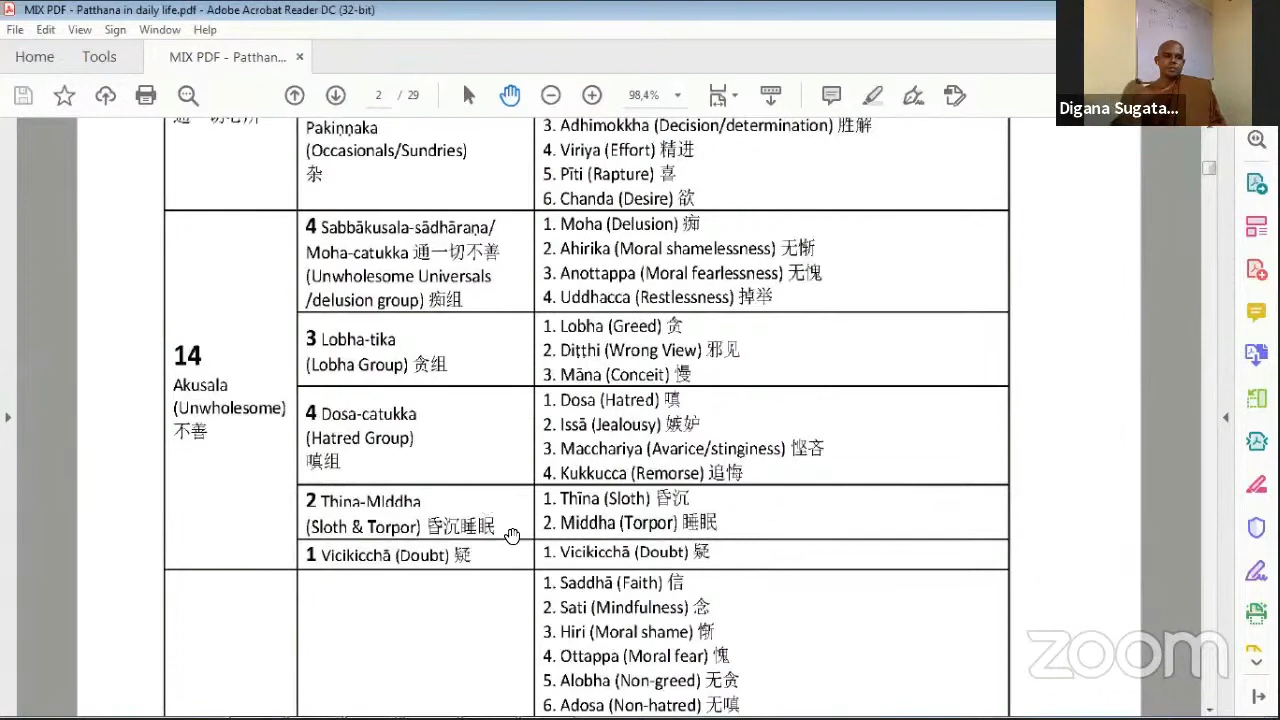 MIX PDF - Patthana in daily life.pdf - Adobe Acrobat Reader DC (32-bit)
File Edit View Sign Window Help
Home Tools MIX PDF - Patthan... ×
2 / 29 98,4%
Digana Sugata...
Pakiṇṇaka
(Occasionals/Sundries)
杂
3. Adhimokkha (Decision/determination) 胜解
4. Viriya (Effort) 精进
5. Pīti (Rapture) 喜
6. Chanda (Desire) 欲
14
Akusala
(Unwholesome)
不善
4 Sabbākusala-sādhāraṇa/
Moha-catukka 通一切不善
(Unwholesome Universals
/delusion group) 痴组
1. Moha (Delusion) 痴
2. Ahirika (Moral shamelessness) 无惭
3. Anottappa (Moral fearlessness) 无愧
4. Uddhacca (Restlessness) 掉举
3 Lobha-tika
(Lobha Group) 贪组
1. Lobha (Greed) 贪
2. Diṭṭhi (Wrong View) 邪见
3. Māna (Conceit) 慢
4 Dosa-catukka
(Hatred Group)
嗔组
1. Dosa (Hatred) 嗔
2. Issā (Jealousy) 嫉妒
3. Macchariya (Avarice/stinginess) 悭吝
4. Kukkucca (Remorse) 追悔
2 Thina-Middha
(Sloth & Torpor) 昏沉睡眠
1. Thīna (Sloth) 昏沉
2. Middha (Torpor) 睡眠
1 Vicikicchā (Doubt) 疑
1. Vicikicchā (Doubt) 疑
1. Saddhā (Faith) 信
2. Sati (Mindfulness) 念
3. Hiri (Moral shame) 惭
4. Ottappa (Moral fear) 愧
5. Alobha (Non-greed) 无贪
6. Adosa (Non-hatred) 无嗔
zoom